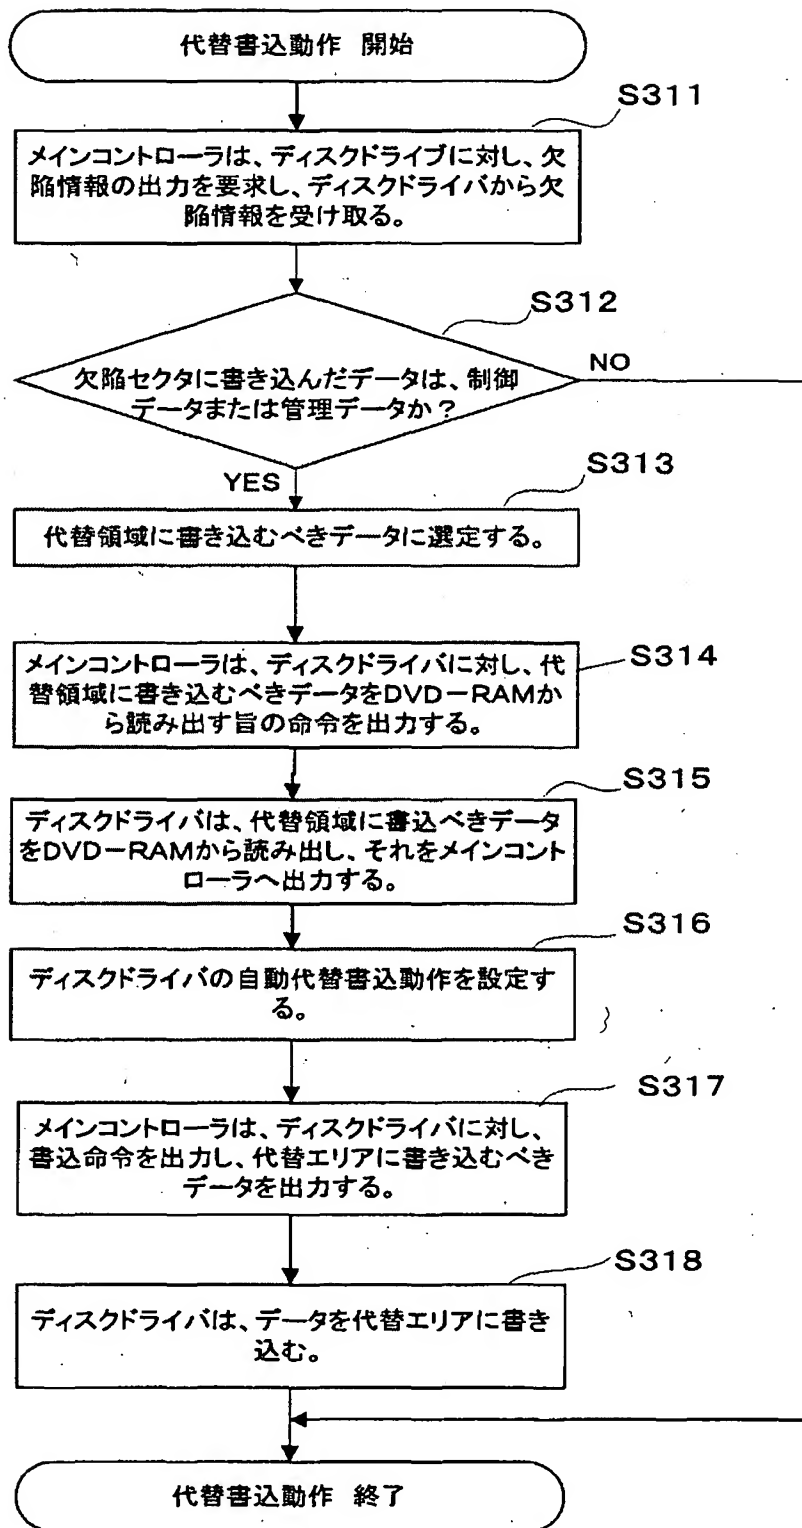 代替書込動作 開始
S311
メインコントローラは、ディスクドライブに対し、欠
陥情報の出力を要求し、ディスクドライバから欠
陥情報を受け取る。
S312
欠陥セクタに書き込んだデータは、制御
データまたは管理データか?
NO
YES
S313
代替領域に書き込むべきデータに選定する。
S314
メインコントローラは、ディスクドライバに対し、代
替領域に書き込むべきデータをDVD-RAMか
ら読み出す旨の命令を出力する。
S315
ディスクドライバは、代替領域に書込べきデータ
をDVD-RAMから読み出し、それをメインコント
ローラへ出力する。
S316
ディスクドライバの自動代替書込動作を設定す
る。
S317
メインコントローラは、ディスクドライバに対し、
書込命令を出力し、代替エリアに書き込むべき
データを出力する。
S318
ディスクドライバは、データを代替エリアに書き
込む。
代替書込動作 終了